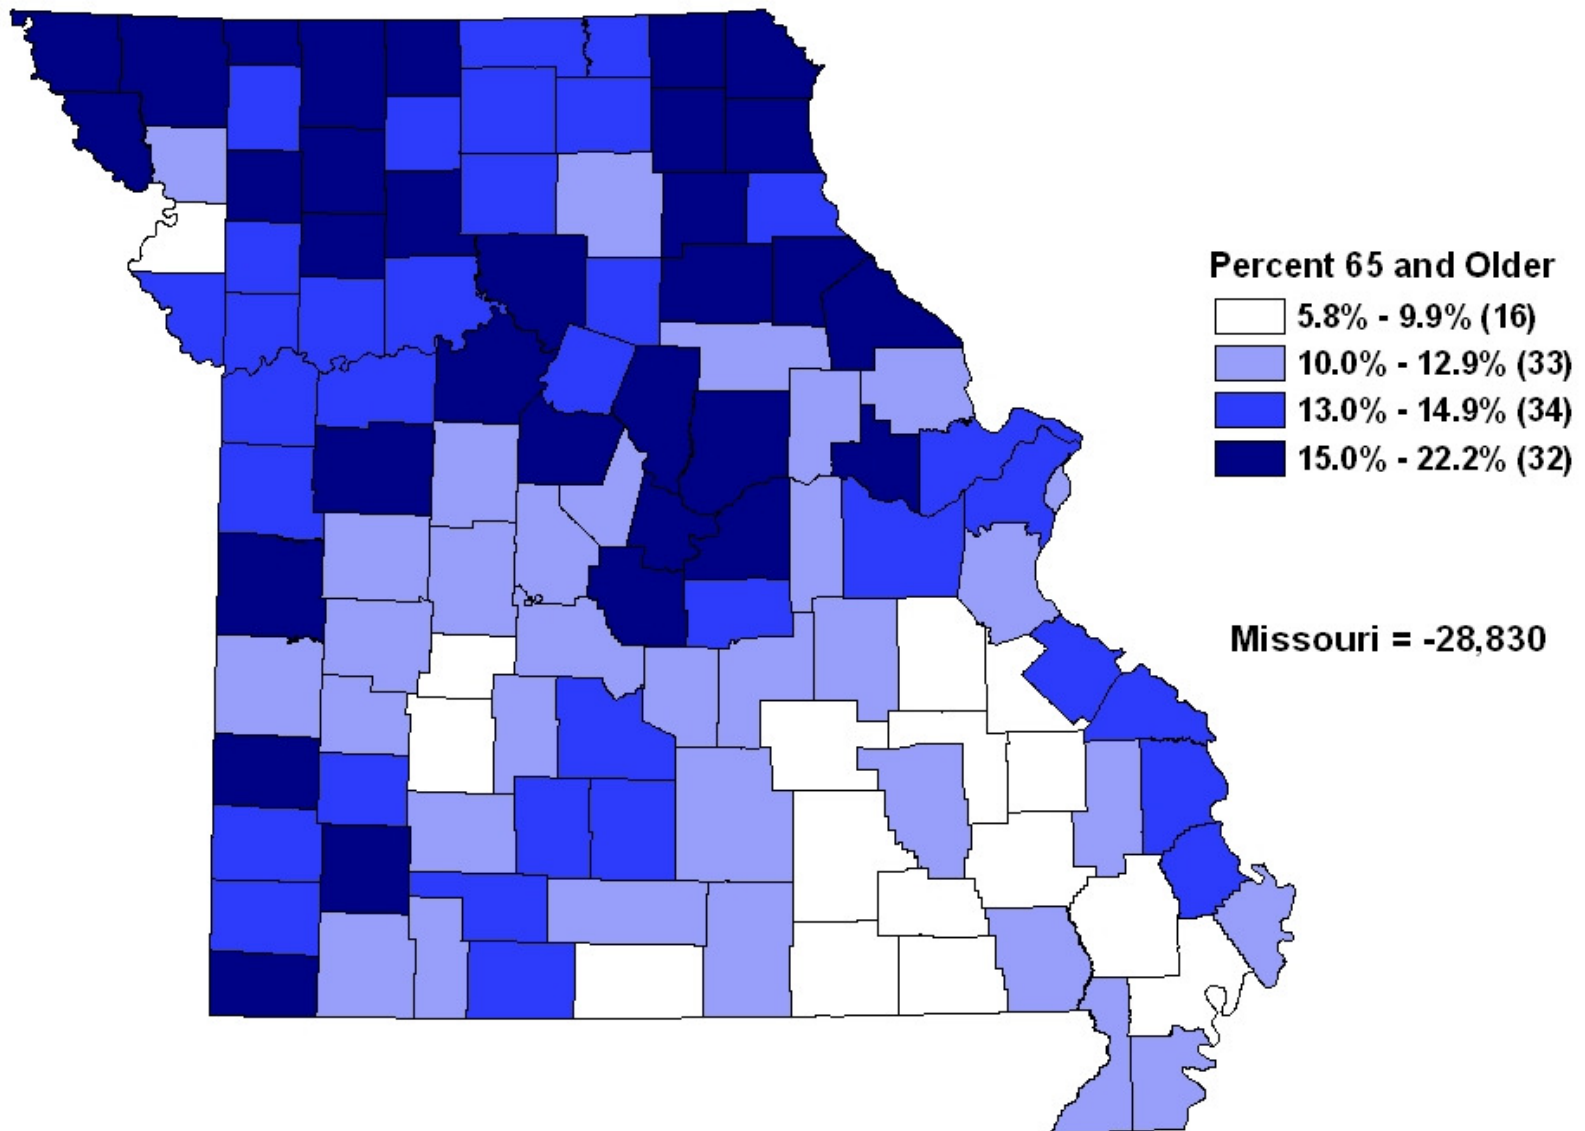 Percent 65 and Older
5.8% - 9.9% (16)
10.0% - 12.9% (33)
13.0% - 14.9% (34)
15.0% - 22.2% (32)
Missouri = -28,830